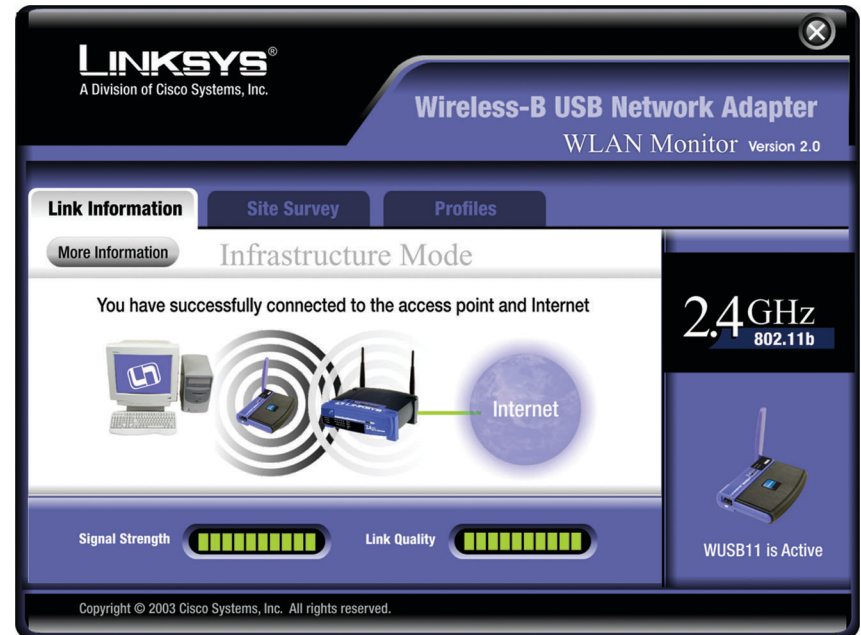 LINKSYS®
A Division of Cisco Systems, Inc.
Wireless-B USB Network Adapter
WLAN Monitor Version 2.0
Link Information
Site Survey
Profiles
More Information
Infrastructure Mode
You have successfully connected to the access point and Internet
2.4GHz
802.11b
LINKSYS
Internet
Signal Strength
Link Quality
WUSB11 is Active
Copyright © 2003 Cisco Systems, Inc. All rights reserved.